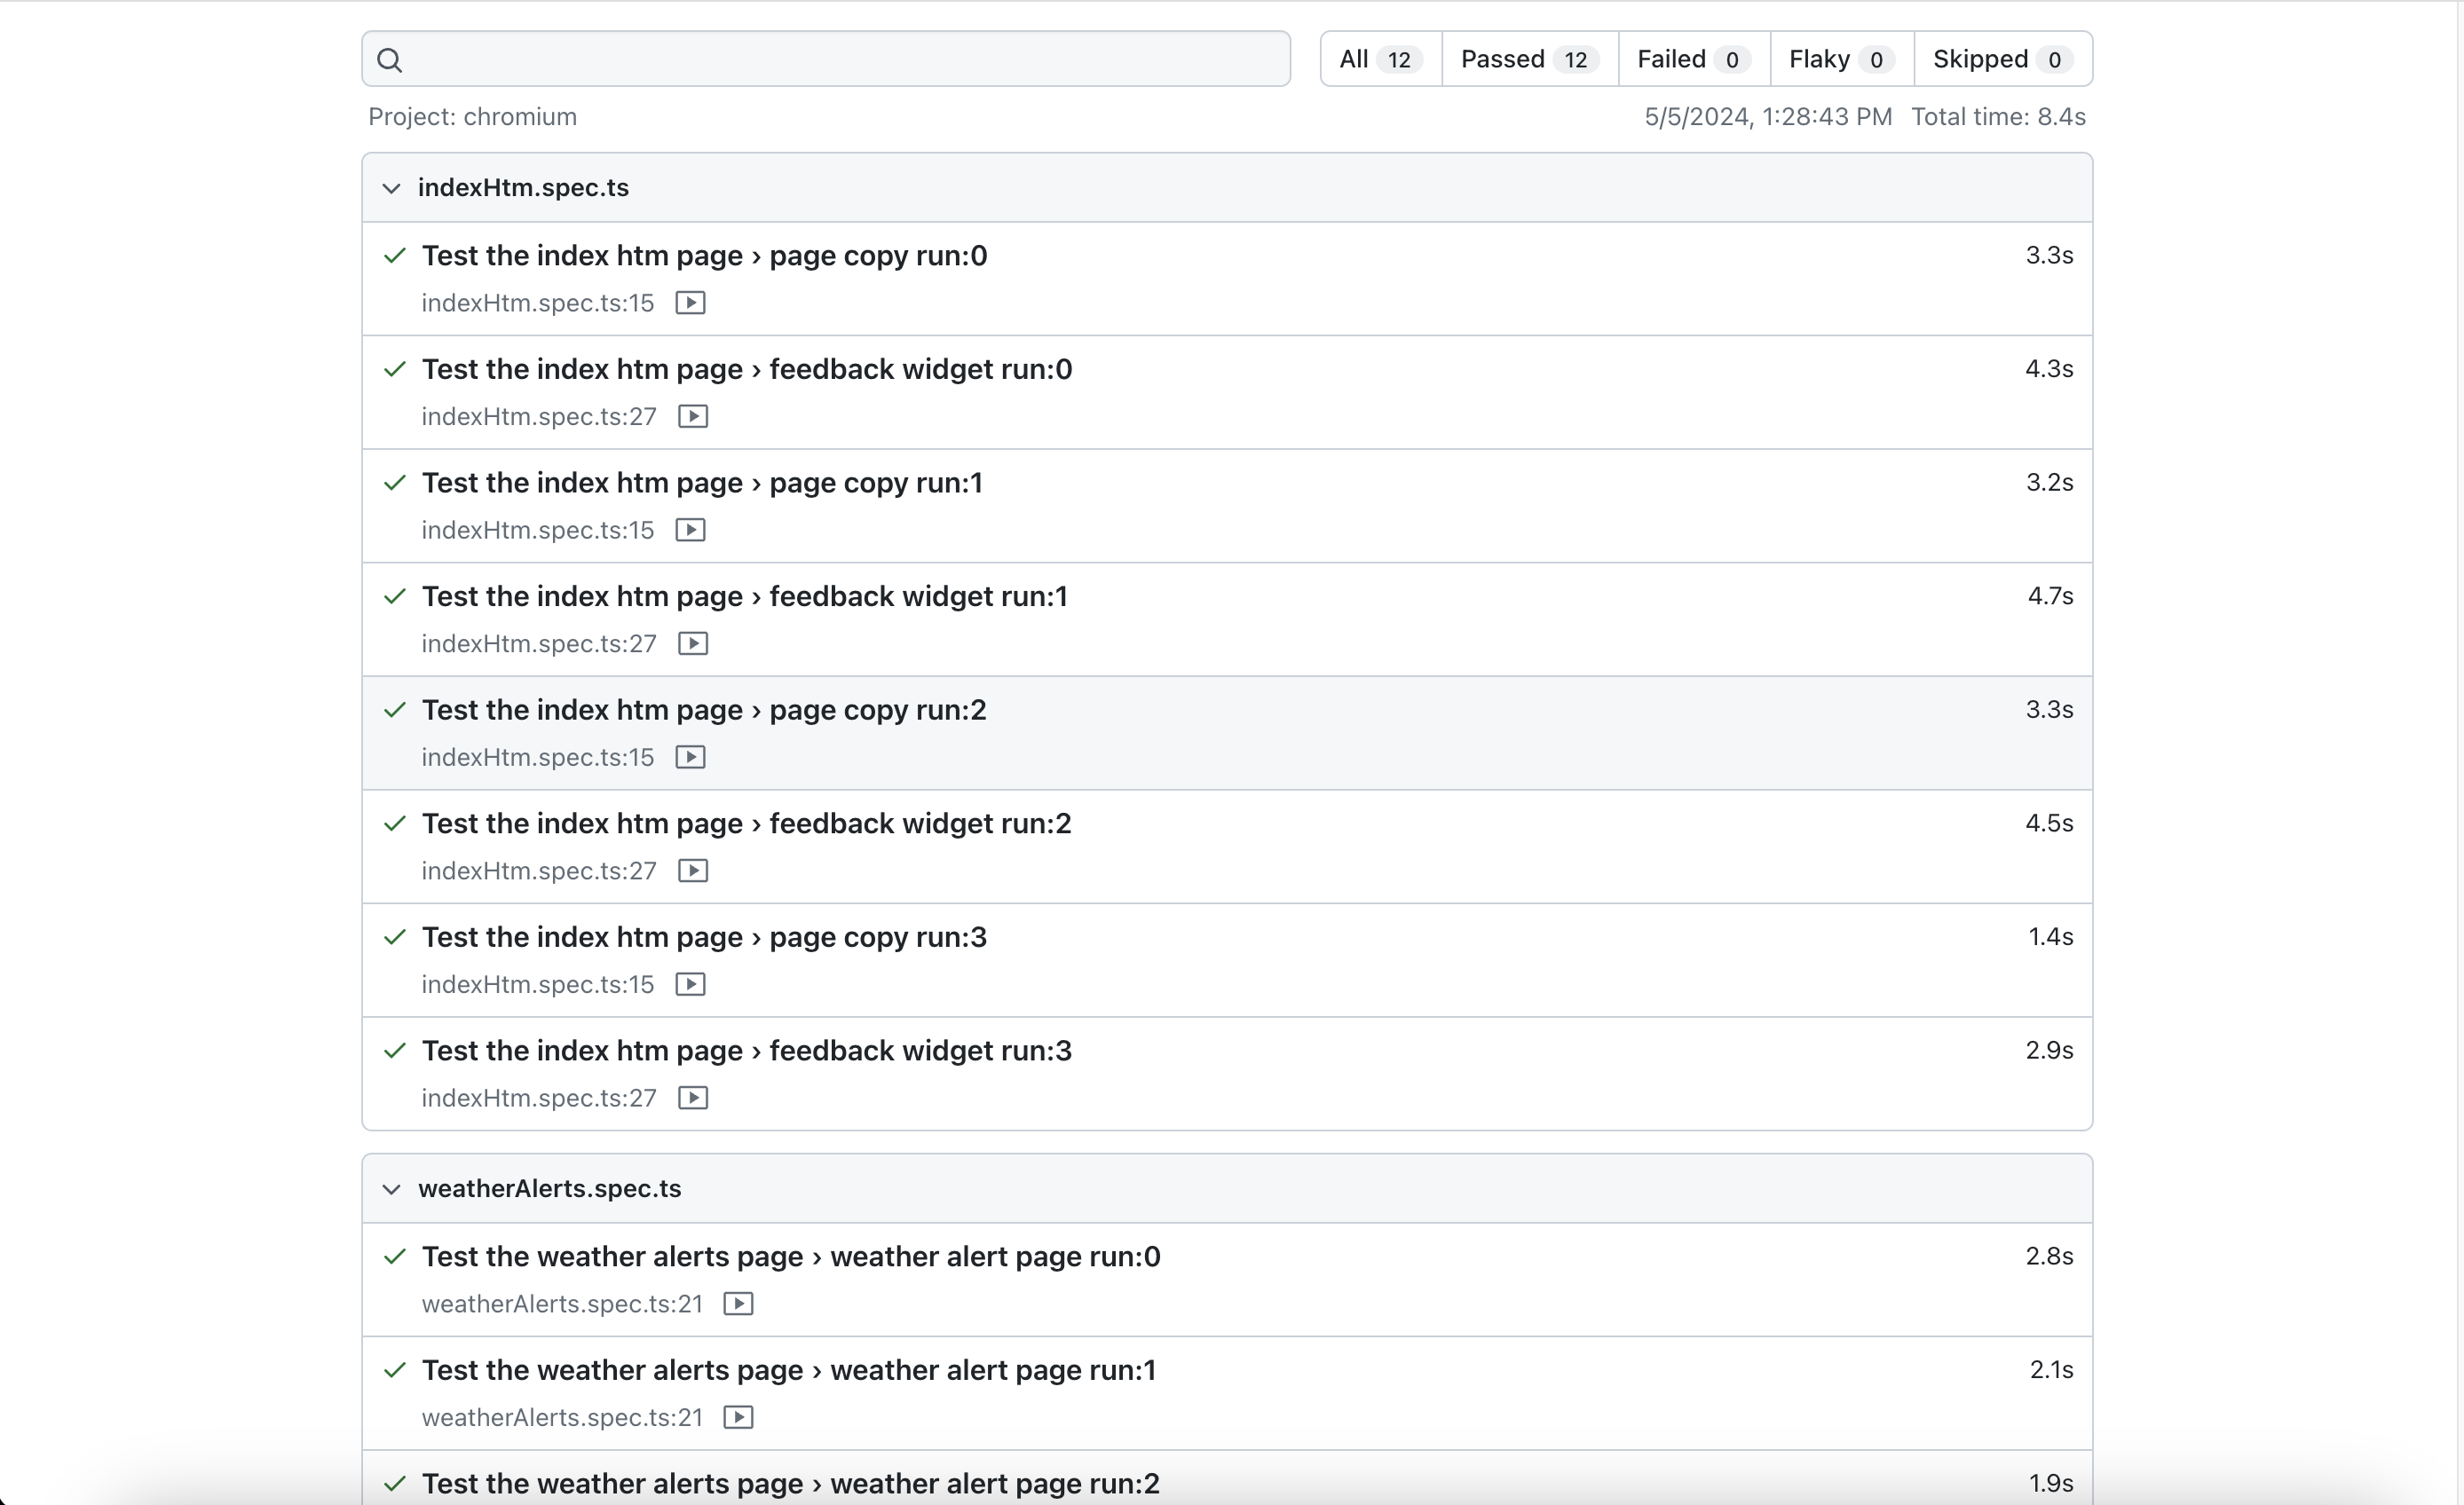 All 12 Passed 12 Failed 0 Flaky 0 Skipped 0
Project: chromium 5/5/2024, 1:28:43 PM Total time: 8.4s
indexHtm.spec.ts
Test the index htm page › page copy run:0 3.3s
indexHtm.spec.ts:15
Test the index htm page › feedback widget run:0 4.3s
indexHtm.spec.ts:27
Test the index htm page › page copy run:1 3.2s
indexHtm.spec.ts:15
Test the index htm page › feedback widget run:1 4.7s
indexHtm.spec.ts:27
Test the index htm page › page copy run:2 3.3s
indexHtm.spec.ts:15
Test the index htm page › feedback widget run:2 4.5s
indexHtm.spec.ts:27
Test the index htm page › page copy run:3 1.4s
indexHtm.spec.ts:15
Test the index htm page › feedback widget run:3 2.9s
indexHtm.spec.ts:27
weatherAlerts.spec.ts
Test the weather alerts page › weather alert page run:0 2.8s
weatherAlerts.spec.ts:21
Test the weather alerts page › weather alert page run:1 2.1s
weatherAlerts.spec.ts:21
Test the weather alerts page › weather alert page run:2 1.9s